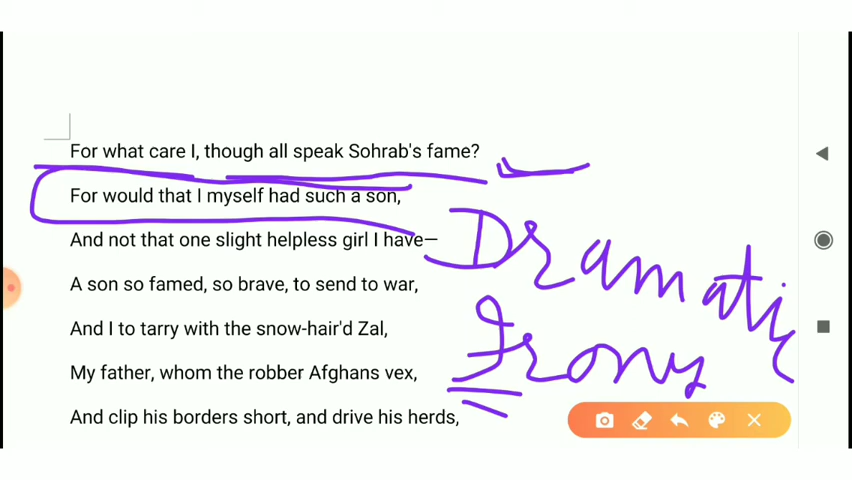 For what care I, though all speak Sohrab's fame?
For would that I myself had such a son,
And not that one slight helpless girl I have—
A son so famed, so brave, to send to war,
And I to tarry with the snow-hair'd Zal,
My father, whom the robber Afghans vex,
And clip his borders short, and drive his herds,
Dramatic
Irony